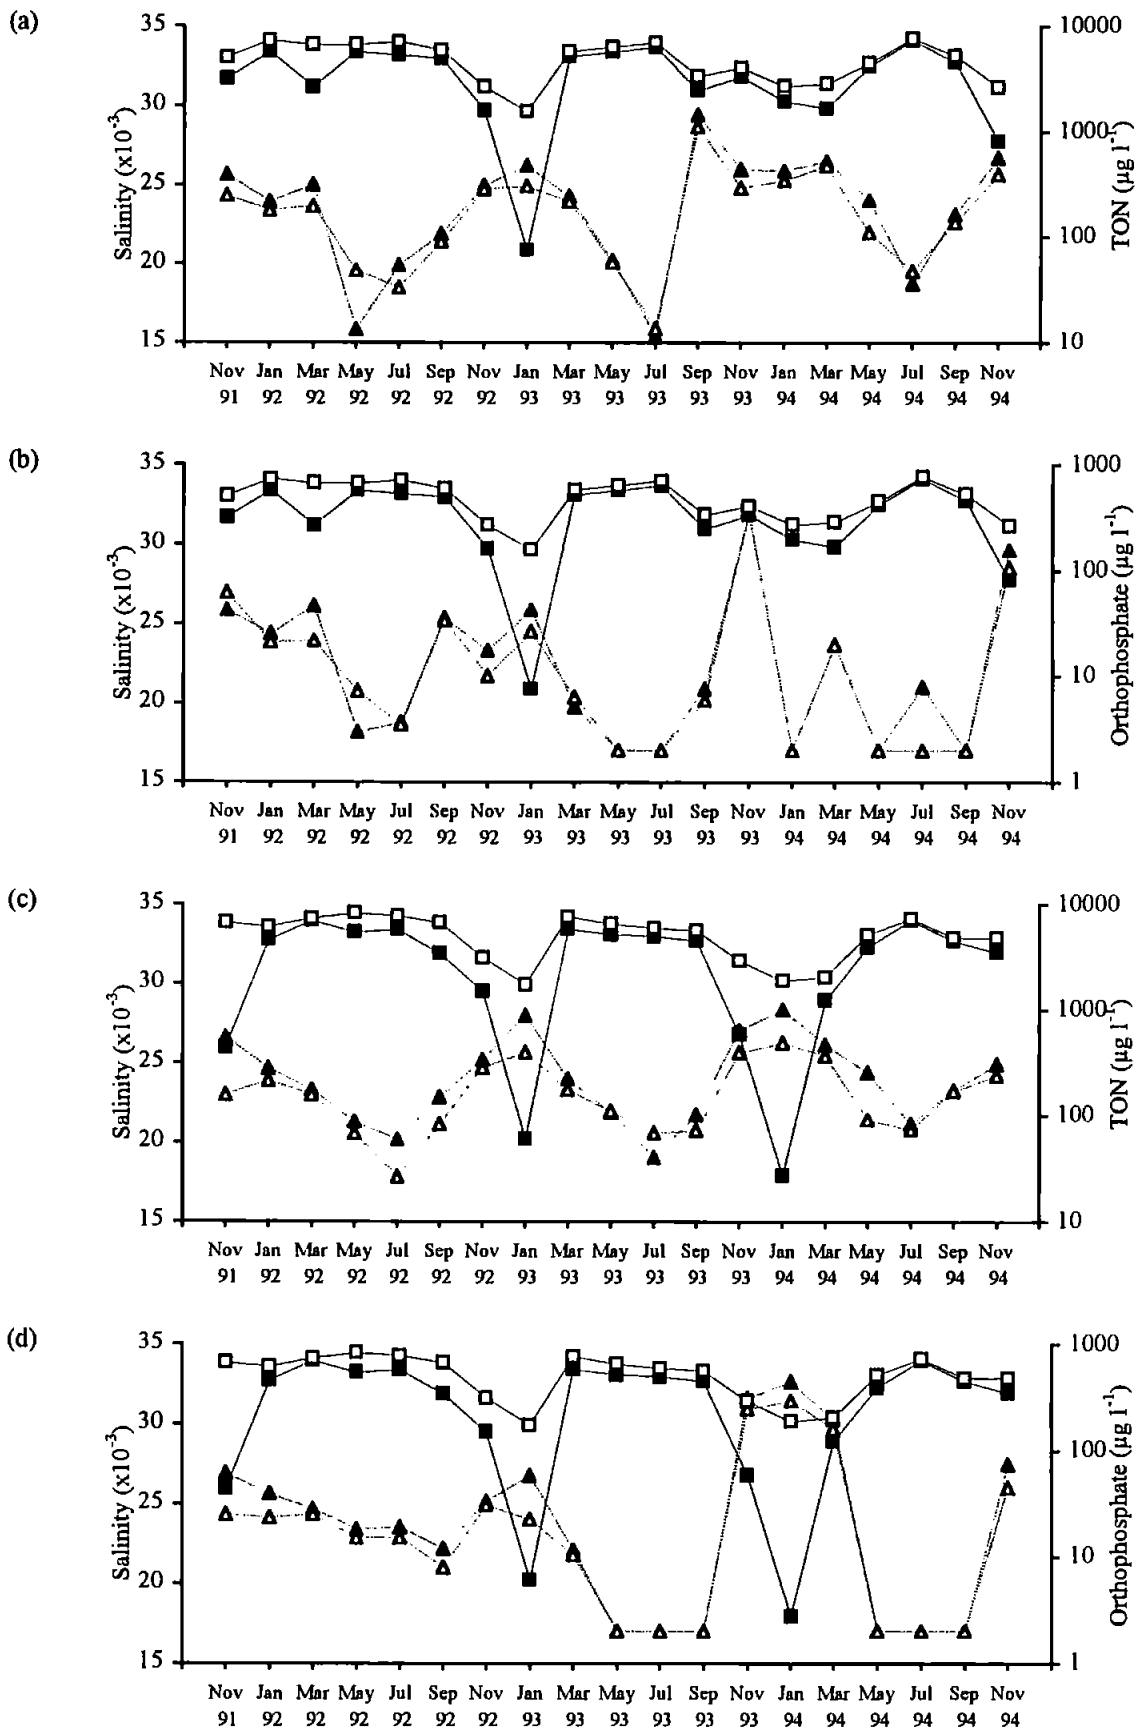 (a)
35
30
25
20
15
Salinity (x10-3)
10000
1000
100
10
TON (µg l-1)
Nov Jan Mar May Jul Sep Nov Jan Mar May Jul Sep Nov Jan Mar May Jul Sep Nov
91 92 92 92 92 92 92 93 93 93 93 93 93 94 94 94 94 94 94
(b)
35
30
25
20
15
Salinity (x10-3)
1000
100
10
1
Orthophosphate (µg l-1)
Nov Jan Mar May Jul Sep Nov Jan Mar May Jul Sep Nov Jan Mar May Jul Sep Nov
91 92 92 92 92 92 92 93 93 93 93 93 93 94 94 94 94 94 94
(c)
35
30
25
20
15
Salinity (x10-3)
10000
1000
100
10
TON (µg l-1)
Nov Jan Mar May Jul Sep Nov Jan Mar May Jul Sep Nov Jan Mar May Jul Sep Nov
91 92 92 92 92 92 92 93 93 93 93 93 93 94 94 94 94 94 94
(d)
35
30
25
20
15
Salinity (x10-3)
1000
100
10
1
Orthophosphate (µg l-1)
Nov Jan Mar May Jul Sep Nov Jan Mar May Jul Sep Nov Jan Mar May Jul Sep Nov
91 92 92 92 92 92 92 93 93 93 93 93 93 94 94 94 94 94 94